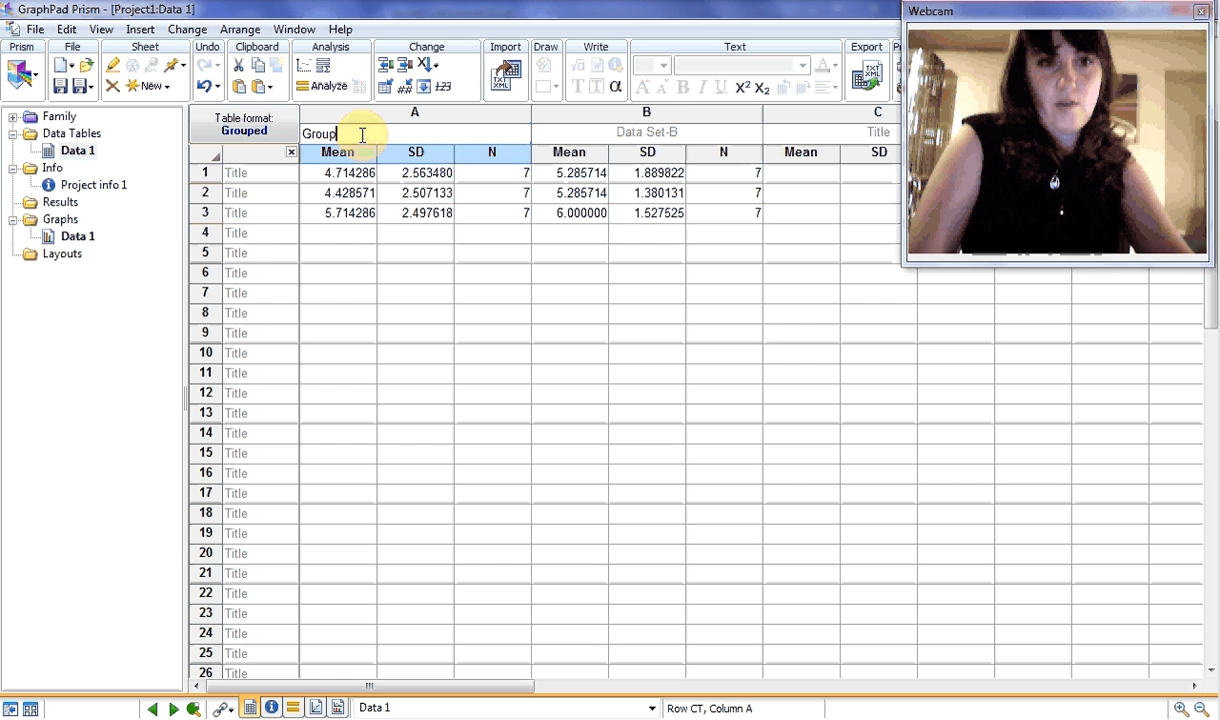 GraphPad Prism - [Project1:Data 1]
Webcam
File Edit View Insert Change Arrange Window Help
Prism File Sheet Undo Clipboard Analysis Change Import Draw Write Text Export
New Analyze 123 TXT XML T T α A A B I U X² X₂ TXT XML
Family
Data Tables
Data 1
Info
Project info 1
Results
Graphs
Data 1
Layouts
Table format: A B C
Grouped Group Data Set-B Title
Mean SD N Mean SD N Mean SD
1 Title 4.714286 2.563480 7 5.285714 1.889822 7
2 Title 4.428571 2.507133 7 5.285714 1.380131 7
3 Title 5.714286 2.497618 7 6.000000 1.527525 7
4 Title
5 Title
6 Title
7 Title
8 Title
9 Title
10 Title
11 Title
12 Title
13 Title
14 Title
15 Title
16 Title
17 Title
18 Title
19 Title
20 Title
21 Title
22 Title
23 Title
24 Title
25 Title
26 Title
Data 1 Row CT, Column A